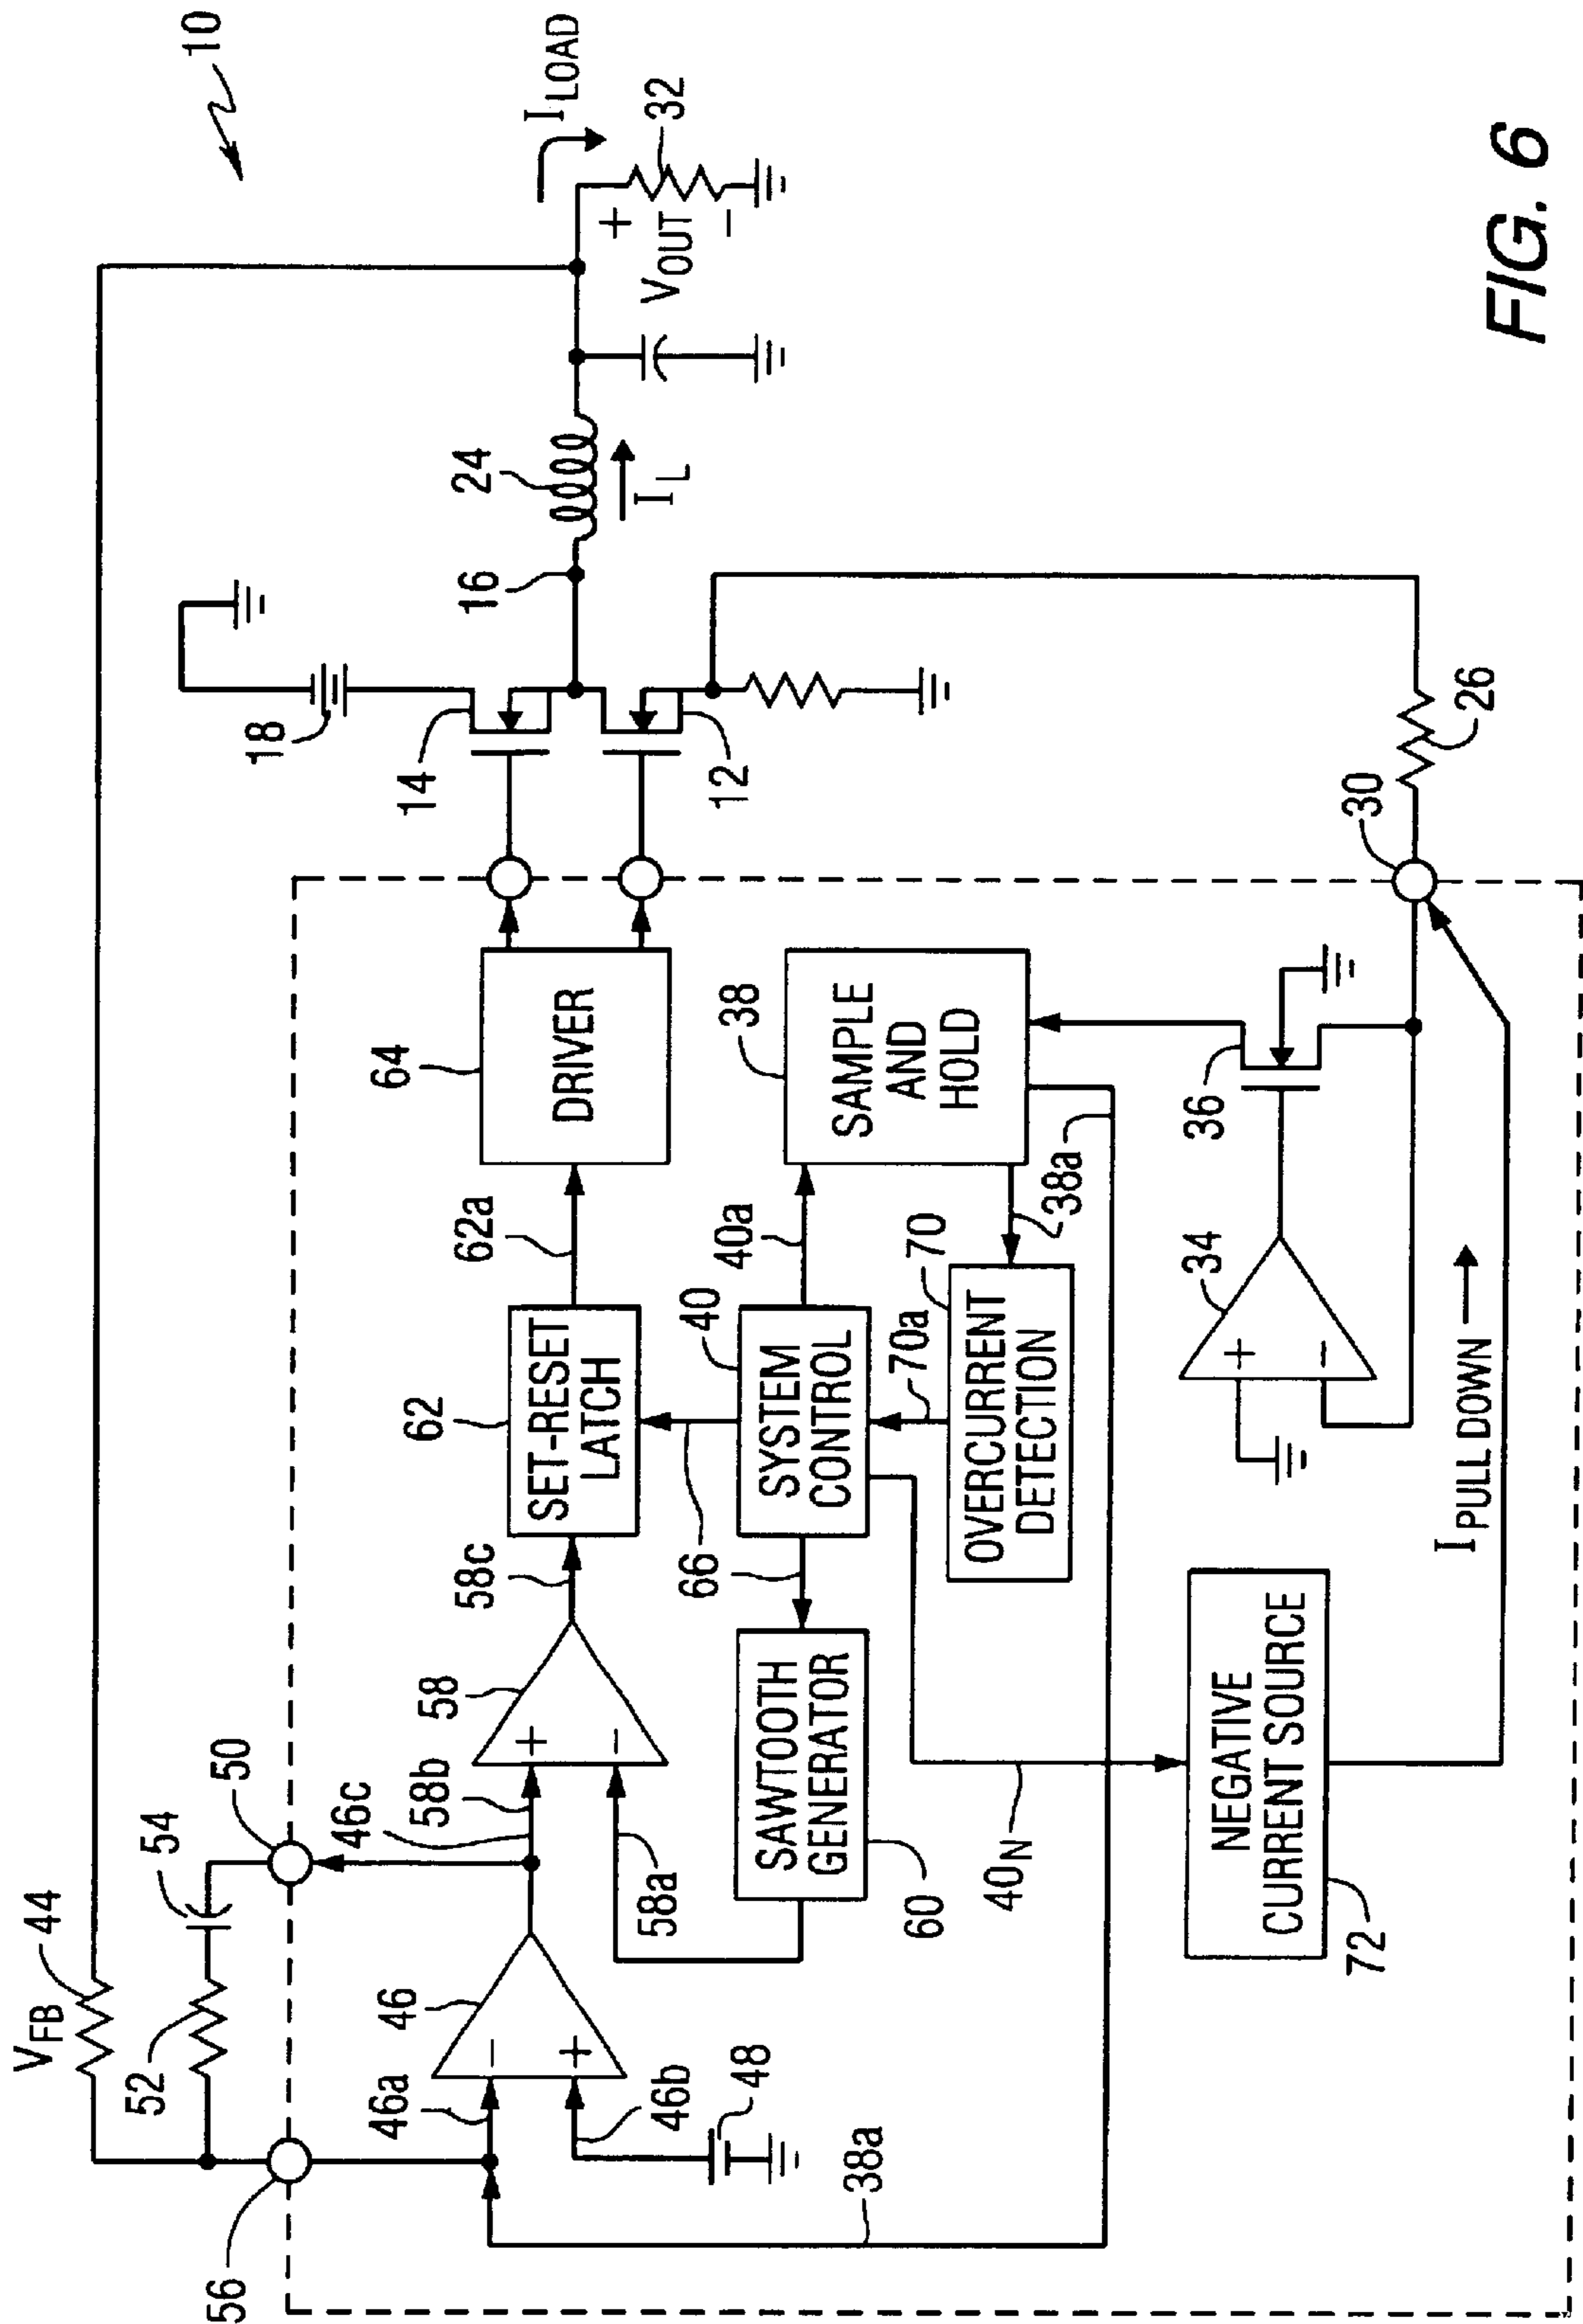 10
V_FB
44
52
54
50
56
46
46a
46b
46c
48
58
58a
58b
58c
SET-RESET
LATCH
62
62a
DRIVER
64
14
12
18
16
24
I_L
V_OUT
+
−
I_LOAD
32
−
+
+
−
SAWTOOTH
GENERATOR
60
66
SYSTEM
CONTROL
40
40a
40_N
SAMPLE
AND
HOLD
38
38a
38a
38a
OVERCURRENT
DETECTION
70
70a
NEGATIVE
CURRENT SOURCE
72
I PULL DOWN
34
+
−
36
30
26
FIG. 6